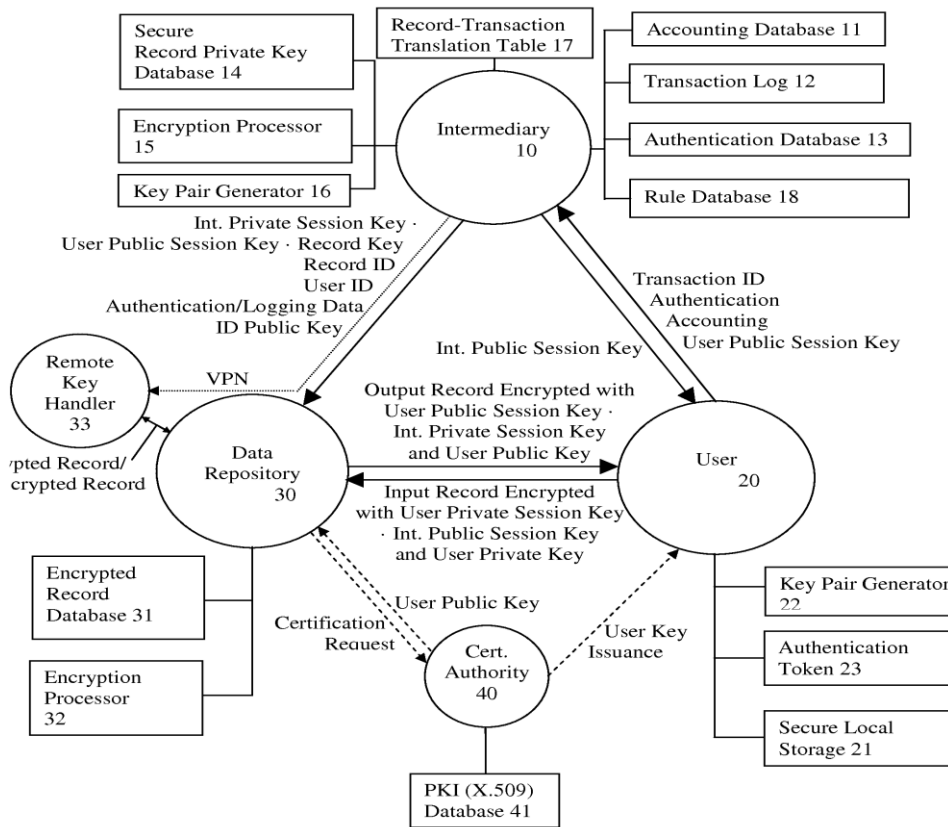 Secure
Record Private Key
Database 14
Record-Transaction
Translation Table 17
Accounting Database 11
Transaction Log 12
Authentication Database 13
Rule Database 18
Encryption Processor
15
Key Pair Generator 16
Intermediary
10
Int. Private Session Key ·
User Public Session Key · Record Key
Record ID
User ID
Authentication/Logging Data
ID Public Key
Transaction ID
Authentication
Accounting
User Public Session Key
Int. Public Session Key
Remote
Key
Handler
33
VPN
Output Record Encrypted with
User Public Session Key ·
Int. Private Session Key
and User Public Key
Data
Repository
30
User
20
Record/
Record
Input Record Encrypted
with User Private Session Key
· Int. Public Session Key
and User Private Key
Encrypted
Record
Database 31
Encryption
Processor
32
User Public Key
Certification
Request
Cert.
Authority
40
User Key
Issuance
Key Pair Generator
22
Authentication
Token 23
Secure Local
Storage 21
PKI (X.509)
Database 41